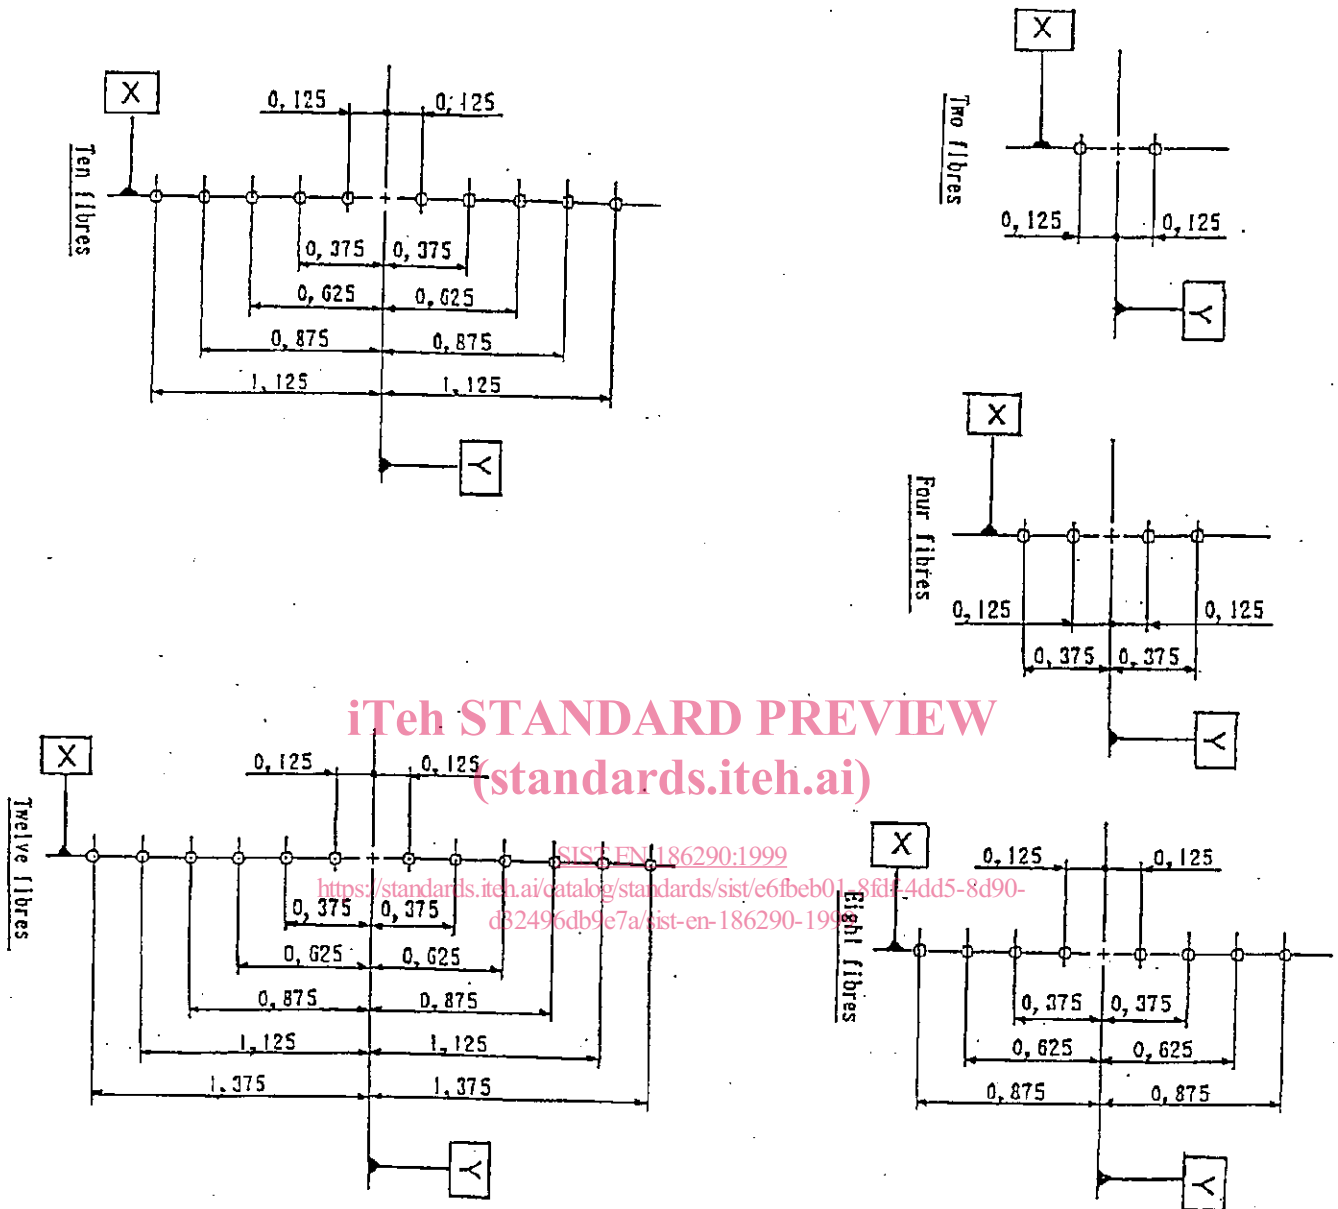 X
Ten fibres
0,125
0,125
0,375
0,375
0,625
0,625
0,875
0,875
1,125
1,125
Y
X
Two fibres
0,125
0,125
Y
X
Four fibres
0,125
0,125
0,375
0,375
Y
iTeh STANDARD PREVIEW
(standards.iteh.ai)
SIST EN 186290:1999
https://standards.iteh.ai/catalog/standards/sist/e6fbeb01-8fdf-4dd5-8d90-
d32496db9e7a/sist-en-186290-1999
X
Twelve fibres
0,125
0,125
0,375
0,375
0,625
0,625
0,875
0,875
1,125
1,125
1,375
1,375
Y
X
Eight fibres
0,125
0,125
0,375
0,375
0,625
0,625
0,875
0,875
Y